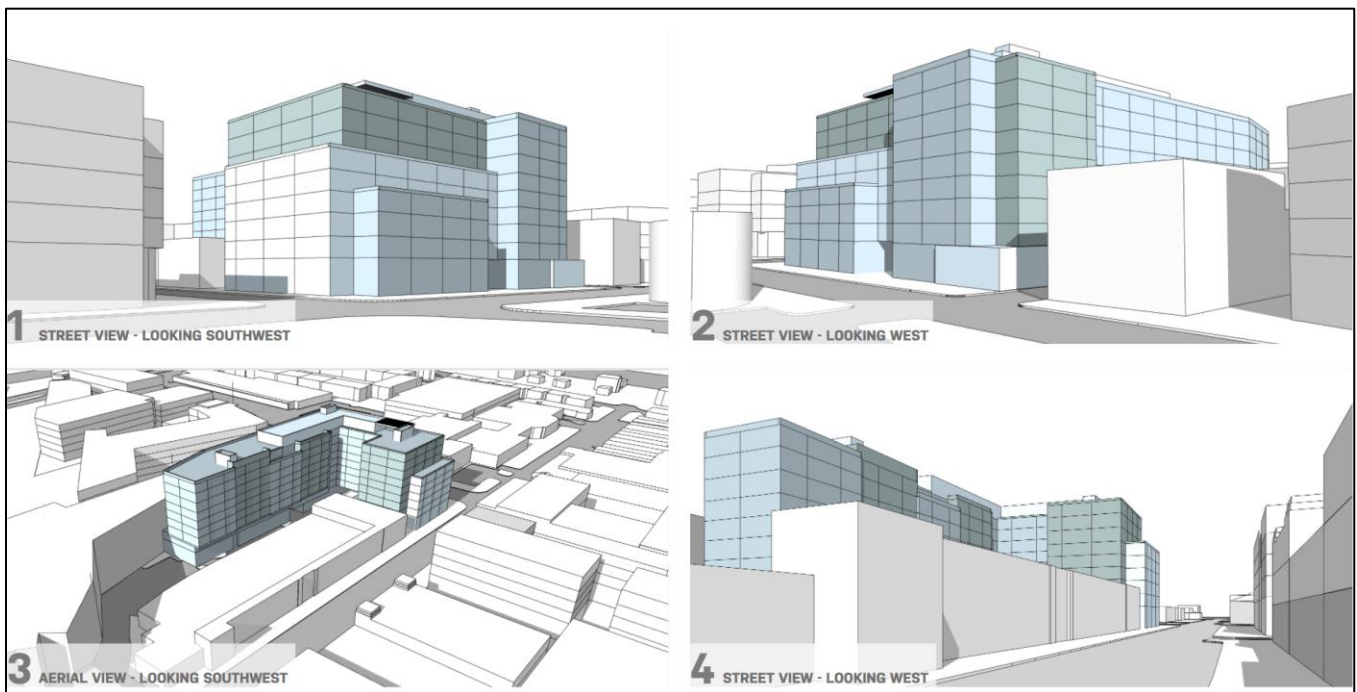 1 STREET VIEW - LOOKING SOUTHWEST
2 STREET VIEW - LOOKING WEST
3 AERIAL VIEW - LOOKING SOUTHWEST
4 STREET VIEW - LOOKING WEST